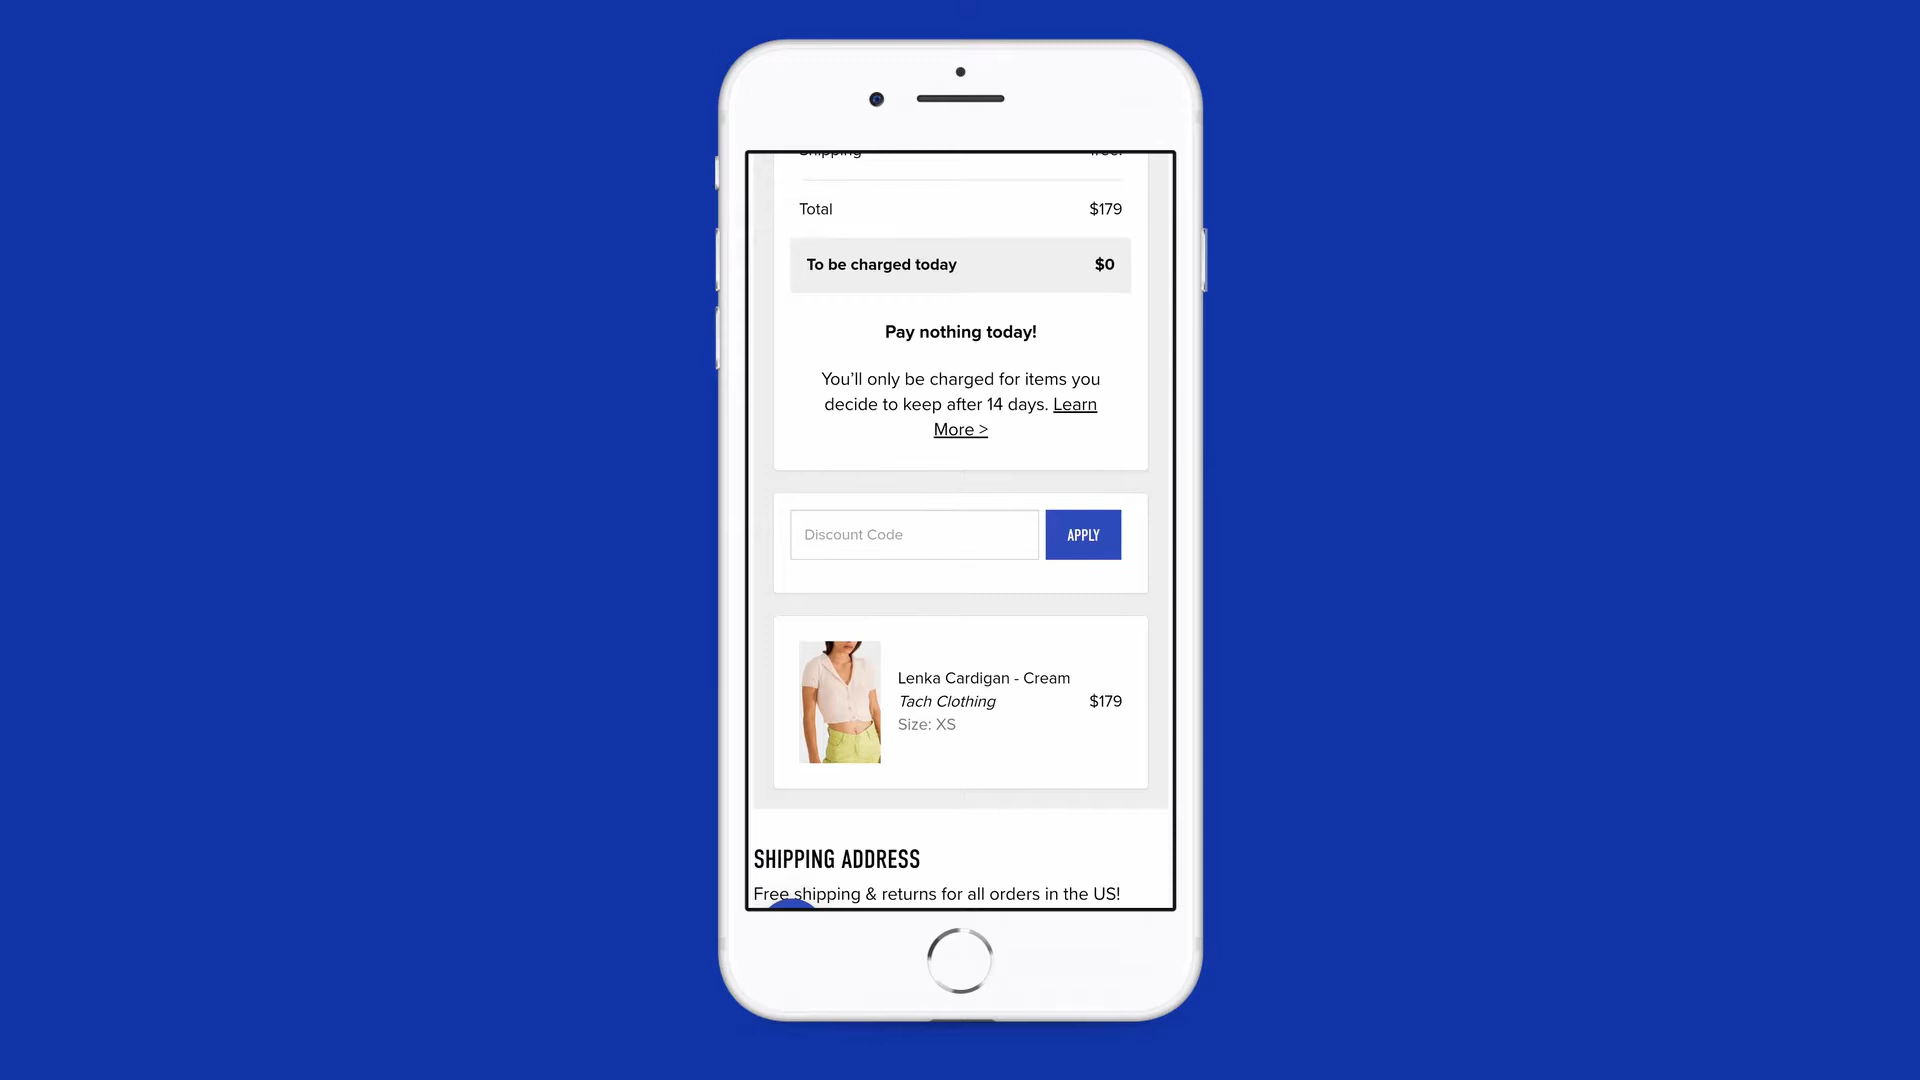 Shipping free!
Total $179
To be charged today $0
Pay nothing today!
You'll only be charged for items you
decide to keep after 14 days. Learn
More >
Discount Code APPLY
Lenka Cardigan - Cream
Tach Clothing $179
Size: XS
SHIPPING ADDRESS
Free shipping & returns for all orders in the US!